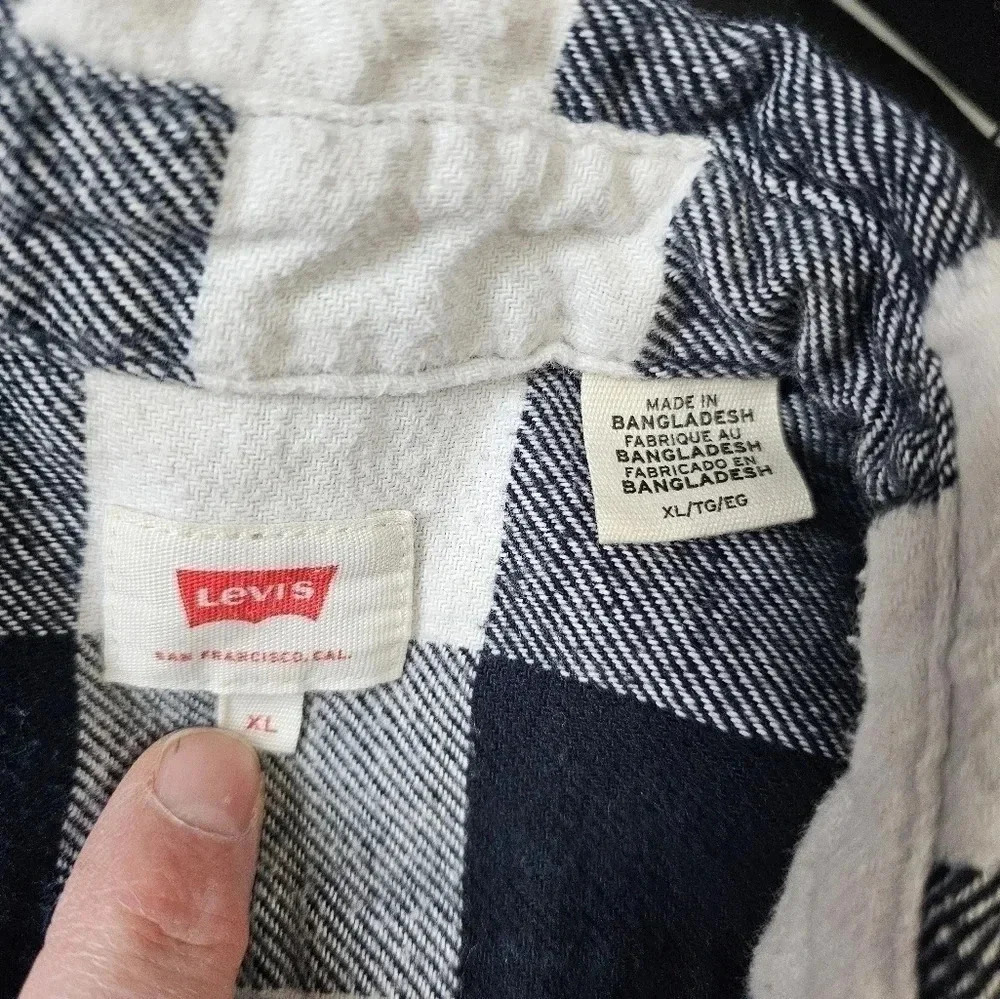 MADE IN
BANGLADESH
FABRIQUE AU
BANGLADESH
FABRICADO EN
BANGLADESH
XL/TG/EG
LeVI'S
SAN FRANCISCO, CAL.
XL